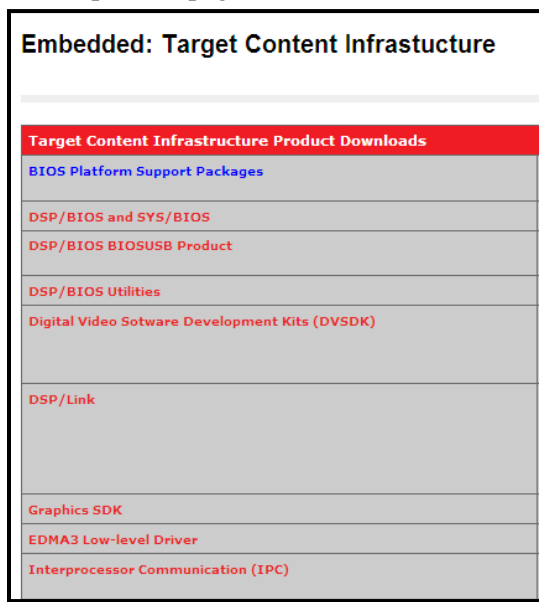 Embedded: Target Content Infrastucture
Target Content Infrastructure Product Downloads
BIOS Platform Support Packages
DSP/BIOS and SYS/BIOS
DSP/BIOS BIOSUSB Product
DSP/BIOS Utilities
Digital Video Sotware Development Kits (DVSDK)
DSP/Link
Graphics SDK
EDMA3 Low-level Driver
Interprocessor Communication (IPC)